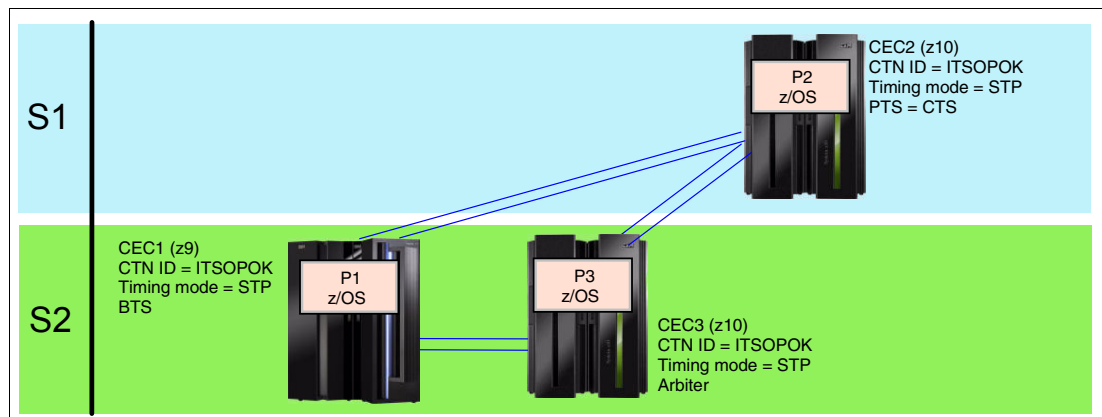 S1
P2
z/OS
CEC2 (z10)
CTN ID = ITSOPOK
Timing mode = STP
PTS = CTS
S2
CEC1 (z9)
CTN ID = ITSOPOK
Timing mode = STP
BTS
P1
z/OS
P3
z/OS
CEC3 (z10)
CTN ID = ITSOPOK
Timing mode = STP
Arbiter